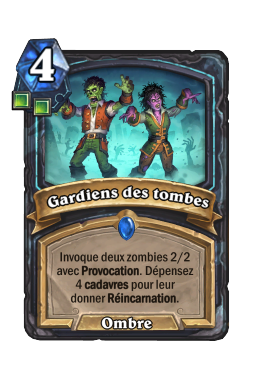 4
Gardiens des tombes
Invoque deux zombies 2/2
avec Provocation. Dépensez
4 cadavres pour leur
donner Réincarnation.
Ombre